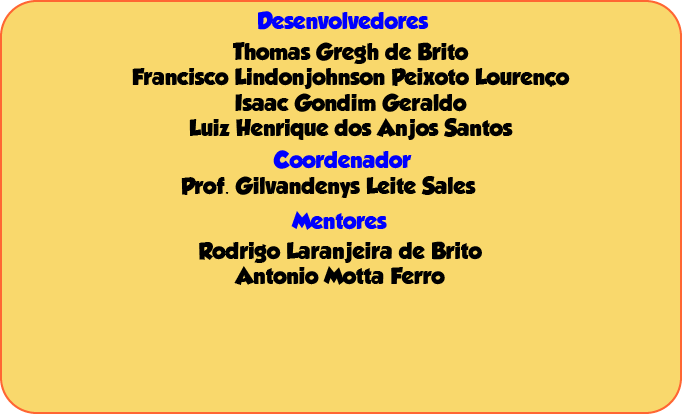 Desenvolvedores
Thomas Gregh de Brito
Francisco Lindonjohnson Peixoto Lourenço
Isaac Gondim Geraldo
Luiz Henrique dos Anjos Santos
Coordenador
Prof. Gilvandenys Leite Sales
Mentores
Rodrigo Laranjeira de Brito
Antonio Motta Ferro